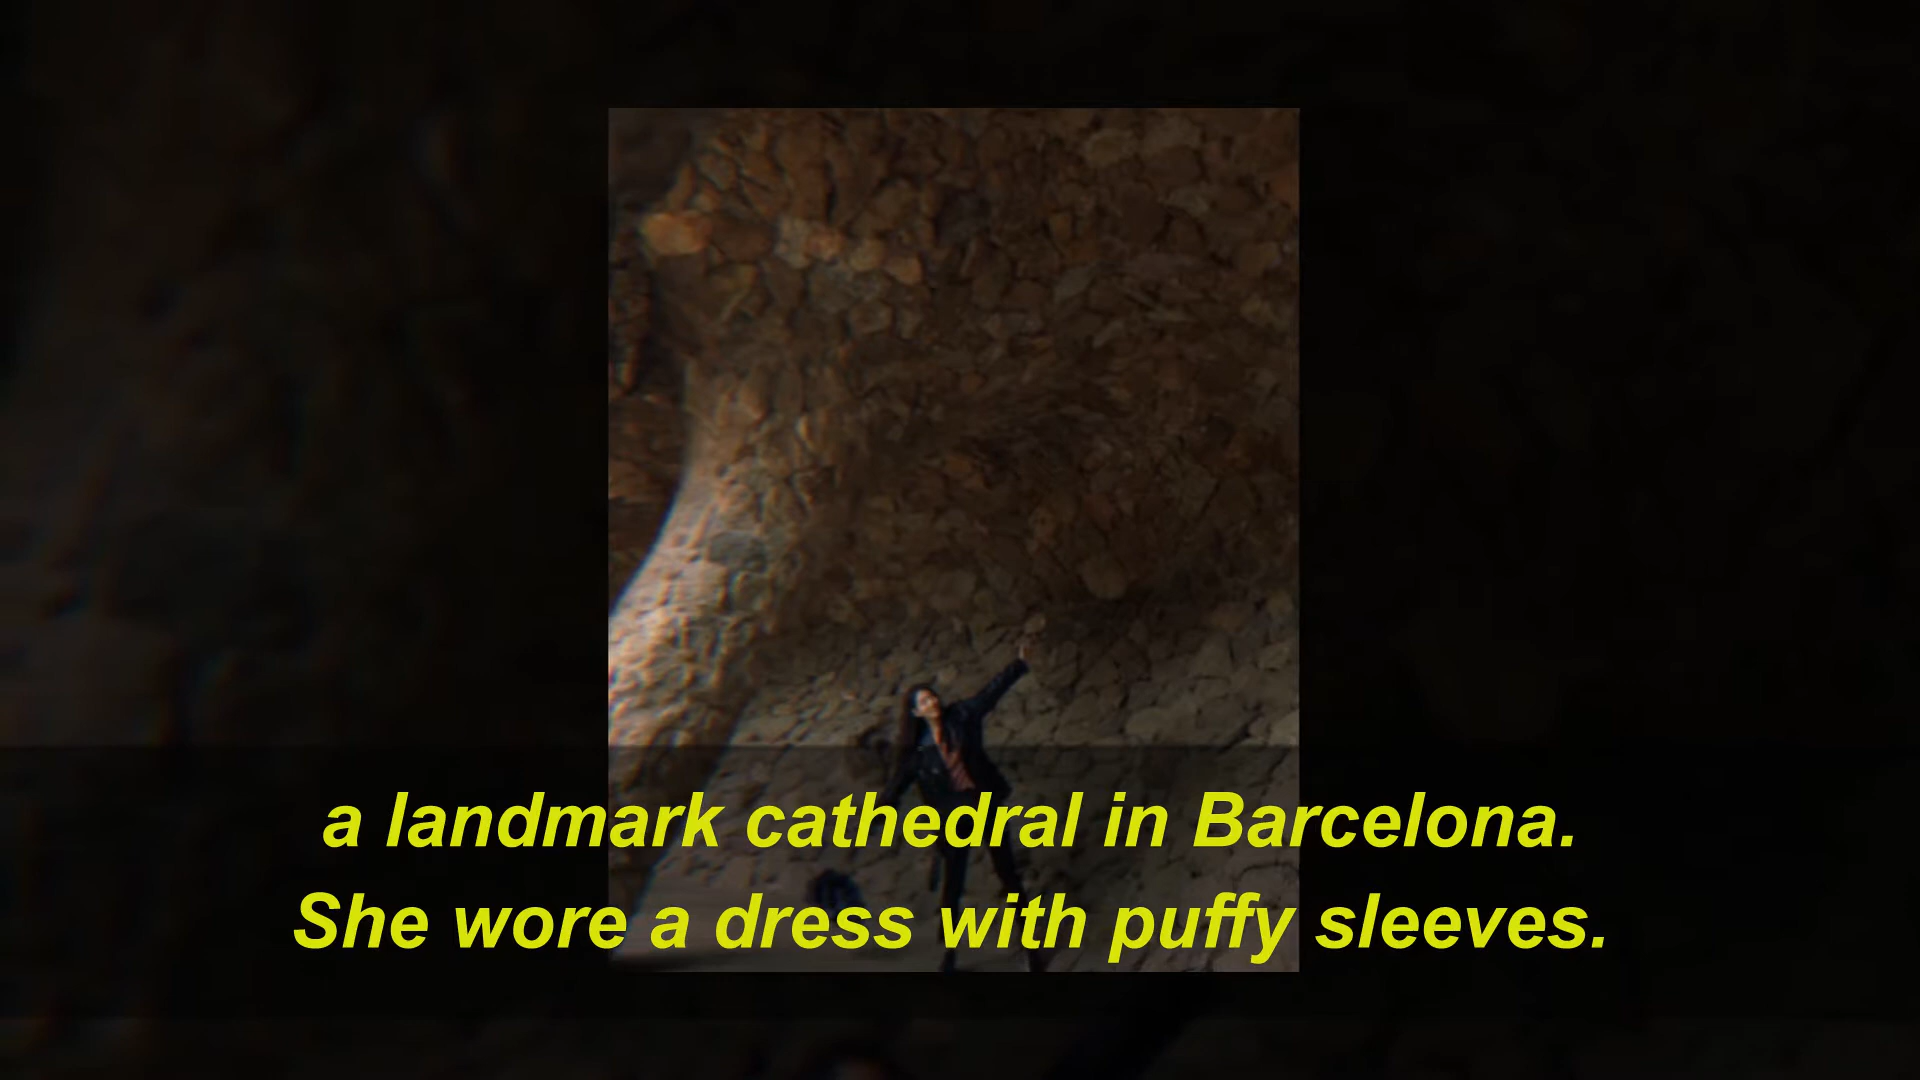 a landmark cathedral in Barcelona.
She wore a dress with puffy sleeves.